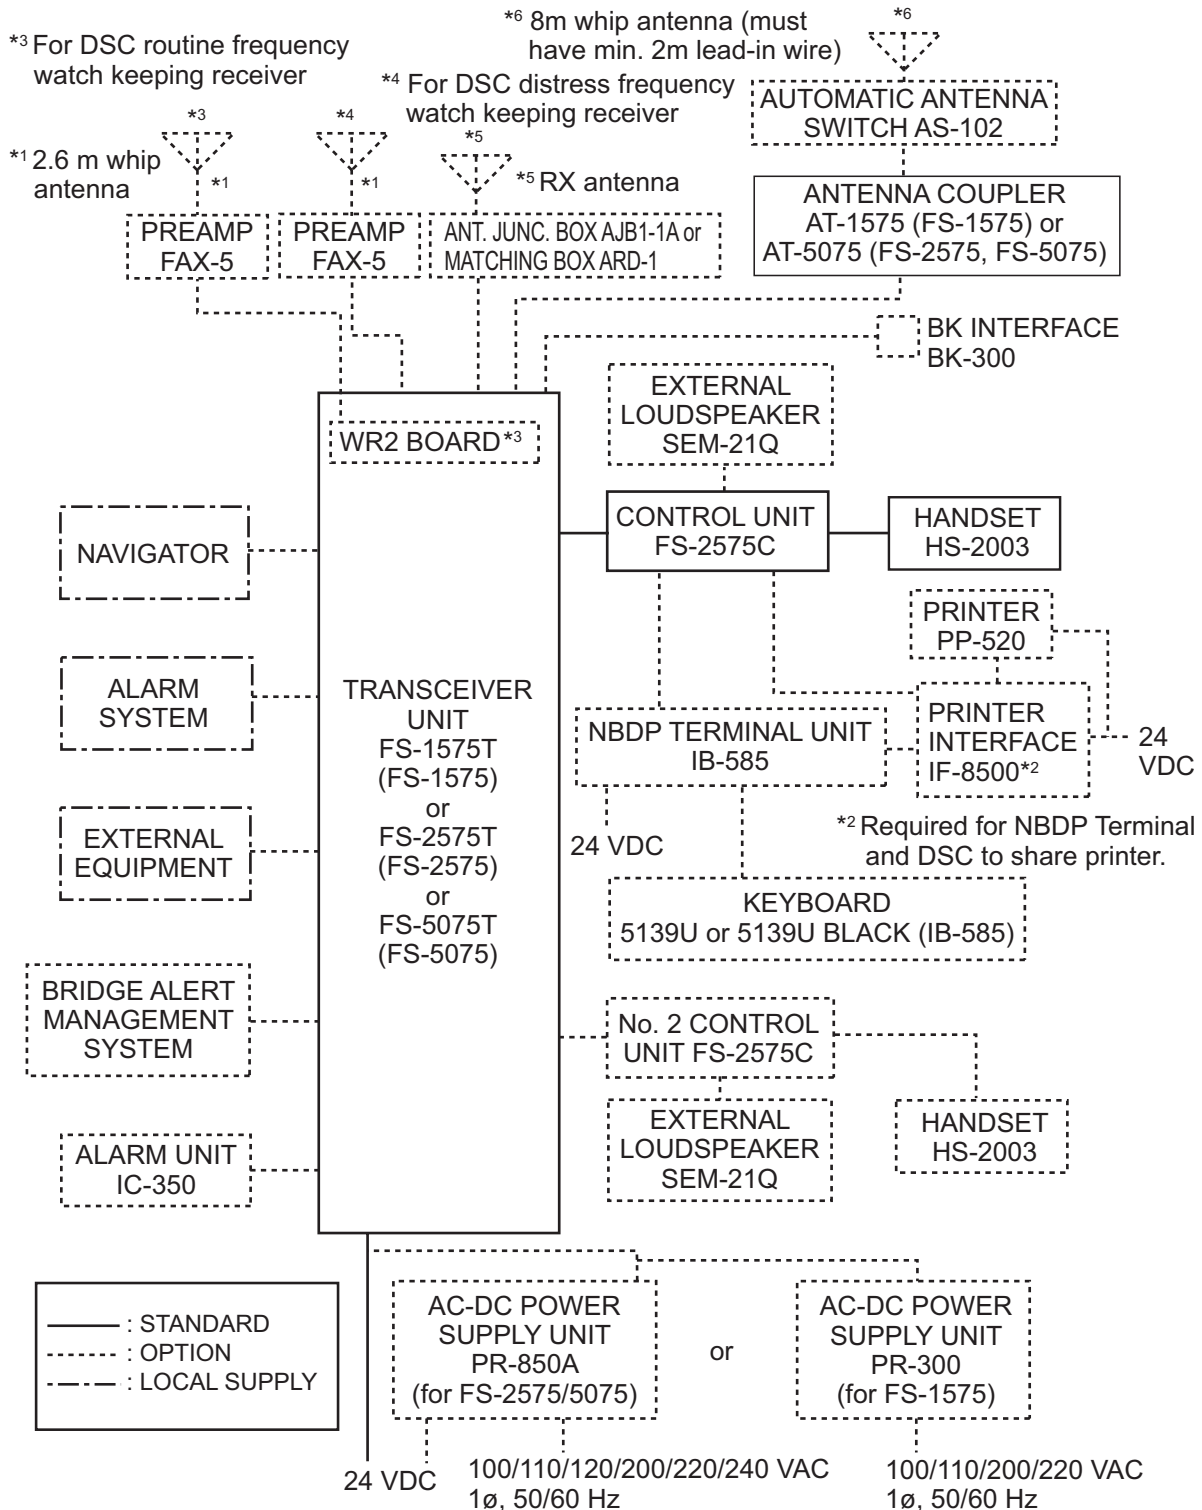 *6 8m whip antenna (must
have min. 2m lead-in wire)
*6
*3 For DSC routine frequency
watch keeping receiver
*4 For DSC distress frequency
watch keeping receiver
AUTOMATIC ANTENNA
SWITCH AS-102
*3
*4
*5
*1 2.6 m whip
antenna
*1
*1
*5 RX antenna
PREAMP
FAX-5
PREAMP
FAX-5
ANT. JUNC. BOX AJB1-1A or
MATCHING BOX ARD-1
ANTENNA COUPLER
AT-1575 (FS-1575) or
AT-5075 (FS-2575, FS-5075)
BK INTERFACE
BK-300
EXTERNAL
LOUDSPEAKER
SEM-21Q
WR2 BOARD*3
CONTROL UNIT
FS-2575C
HANDSET
HS-2003
NAVIGATOR
PRINTER
PP-520
ALARM
SYSTEM
TRANSCEIVER
UNIT
FS-1575T
(FS-1575)
or
FS-2575T
(FS-2575)
or
FS-5075T
(FS-5075)
NBDP TERMINAL UNIT
IB-585
PRINTER
INTERFACE
IF-8500*2
24
VDC
24 VDC
*2 Required for NBDP Terminal
and DSC to share printer.
EXTERNAL
EQUIPMENT
KEYBOARD
5139U or 5139U BLACK (IB-585)
BRIDGE ALERT
MANAGEMENT
SYSTEM
No. 2 CONTROL
UNIT FS-2575C
EXTERNAL
LOUDSPEAKER
SEM-21Q
HANDSET
HS-2003
ALARM UNIT
IC-350
: STANDARD
: OPTION
: LOCAL SUPPLY
AC-DC POWER
SUPPLY UNIT
PR-850A
(for FS-2575/5075)
or
AC-DC POWER
SUPPLY UNIT
PR-300
(for FS-1575)
24 VDC
100/110/120/200/220/240 VAC
1ø, 50/60 Hz
100/110/200/220 VAC
1ø, 50/60 Hz